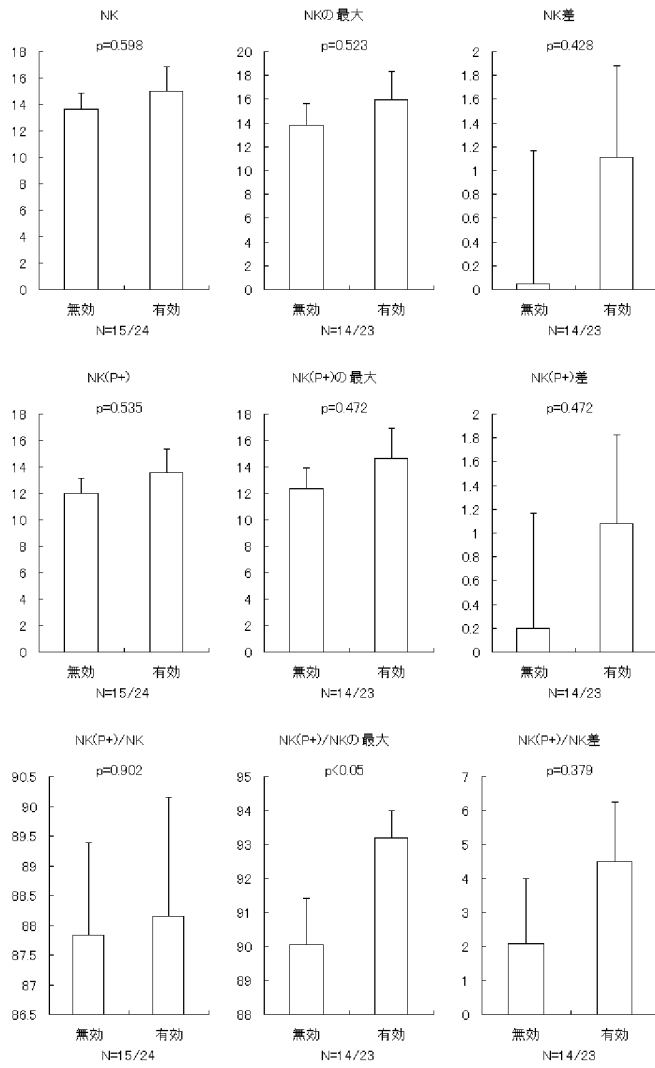 NK
p=0.598
18
16
14
12
10
8
6
4
2
0
無効 有効
N=15/24
NKの最大
p=0.523
20
18
16
14
12
10
8
6
4
2
0
無効 有効
N=14/23
NK差
p=0.428
2
1.8
1.6
1.4
1.2
1
0.8
0.6
0.4
0.2
0
無効 有効
N=14/23
NK(P+)
p=0.535
18
16
14
12
10
8
6
4
2
0
無効 有効
N=15/24
NK(P+)の最大
p=0.472
18
16
14
12
10
8
6
4
2
0
無効 有効
N=14/23
NK(P+)差
p=0.472
2
1.8
1.6
1.4
1.2
1
0.8
0.6
0.4
0.2
0
無効 有効
N=14/23
NK(P+)/NK
p=0.902
90.5
90
89.5
89
88.5
88
87.5
87
86.5
無効 有効
N=15/24
NK(P+)/NKの最大
p<0.05
95
94
93
92
91
90
89
88
無効 有効
N=14/23
NK(P+)/NK差
p=0.379
7
6
5
4
3
2
1
0
無効 有効
N=14/23